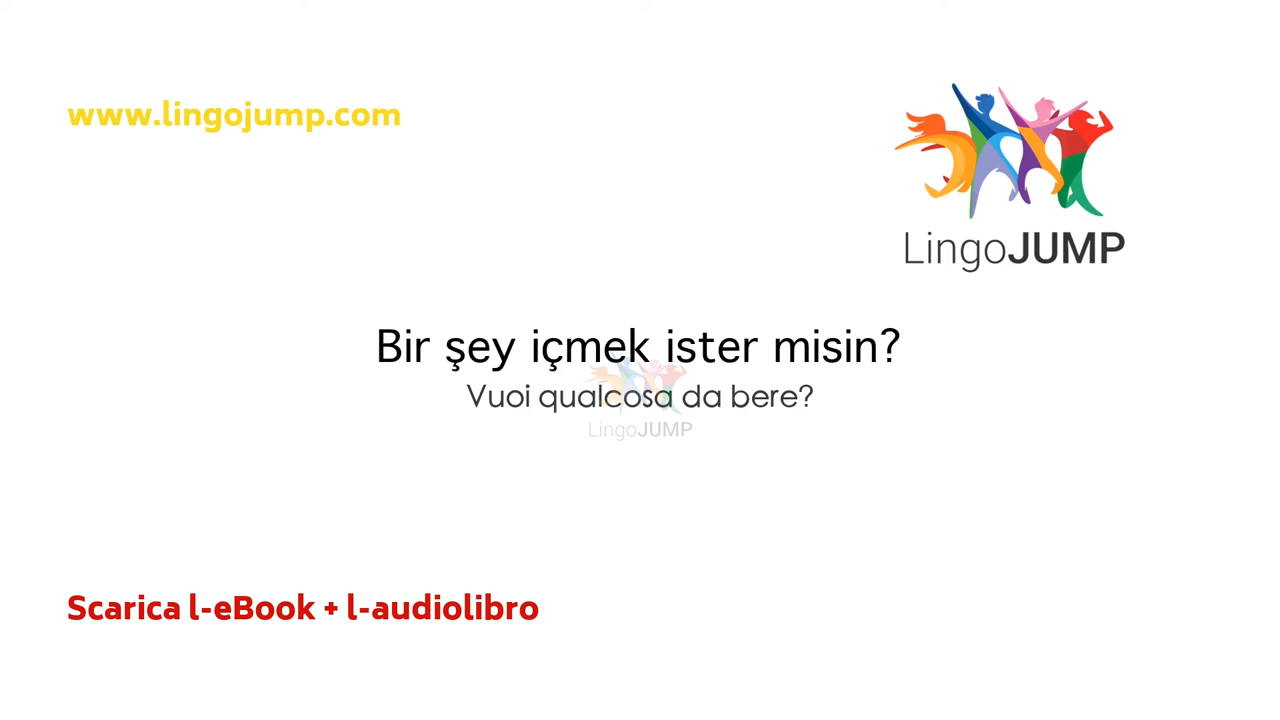 www.lingojump.com
LingoJUMP
Bir şey içmek ister misin?
Vuoi qualcosa da bere?
LingoJUMP
Scarica l-eBook + l-audiolibro